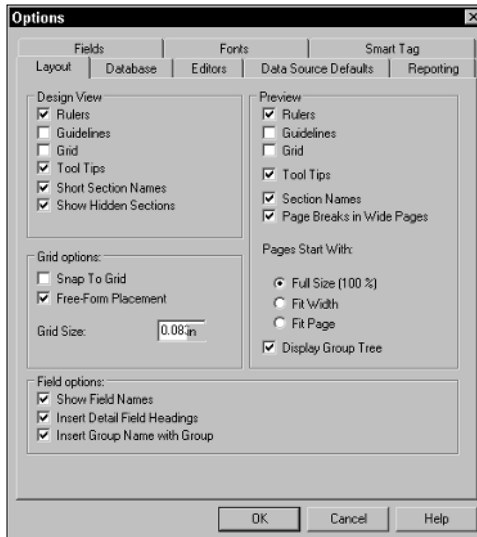 Options
Fields Fonts Smart Tag
Layout Database Editors Data Source Defaults Reporting
Design View
Rulers
Guidelines
Grid
Tool Tips
Short Section Names
Show Hidden Sections
Grid options:
Snap To Grid
Free-Form Placement
Grid Size: 0.083in
Preview
Rulers
Guidelines
Grid
Tool Tips
Section Names
Page Breaks in Wide Pages
Pages Start With:
Full Size (100 %)
Fit Width
Fit Page
Display Group Tree
Field options:
Show Field Names
Insert Detail Field Headings
Insert Group Name with Group
OK Cancel Help